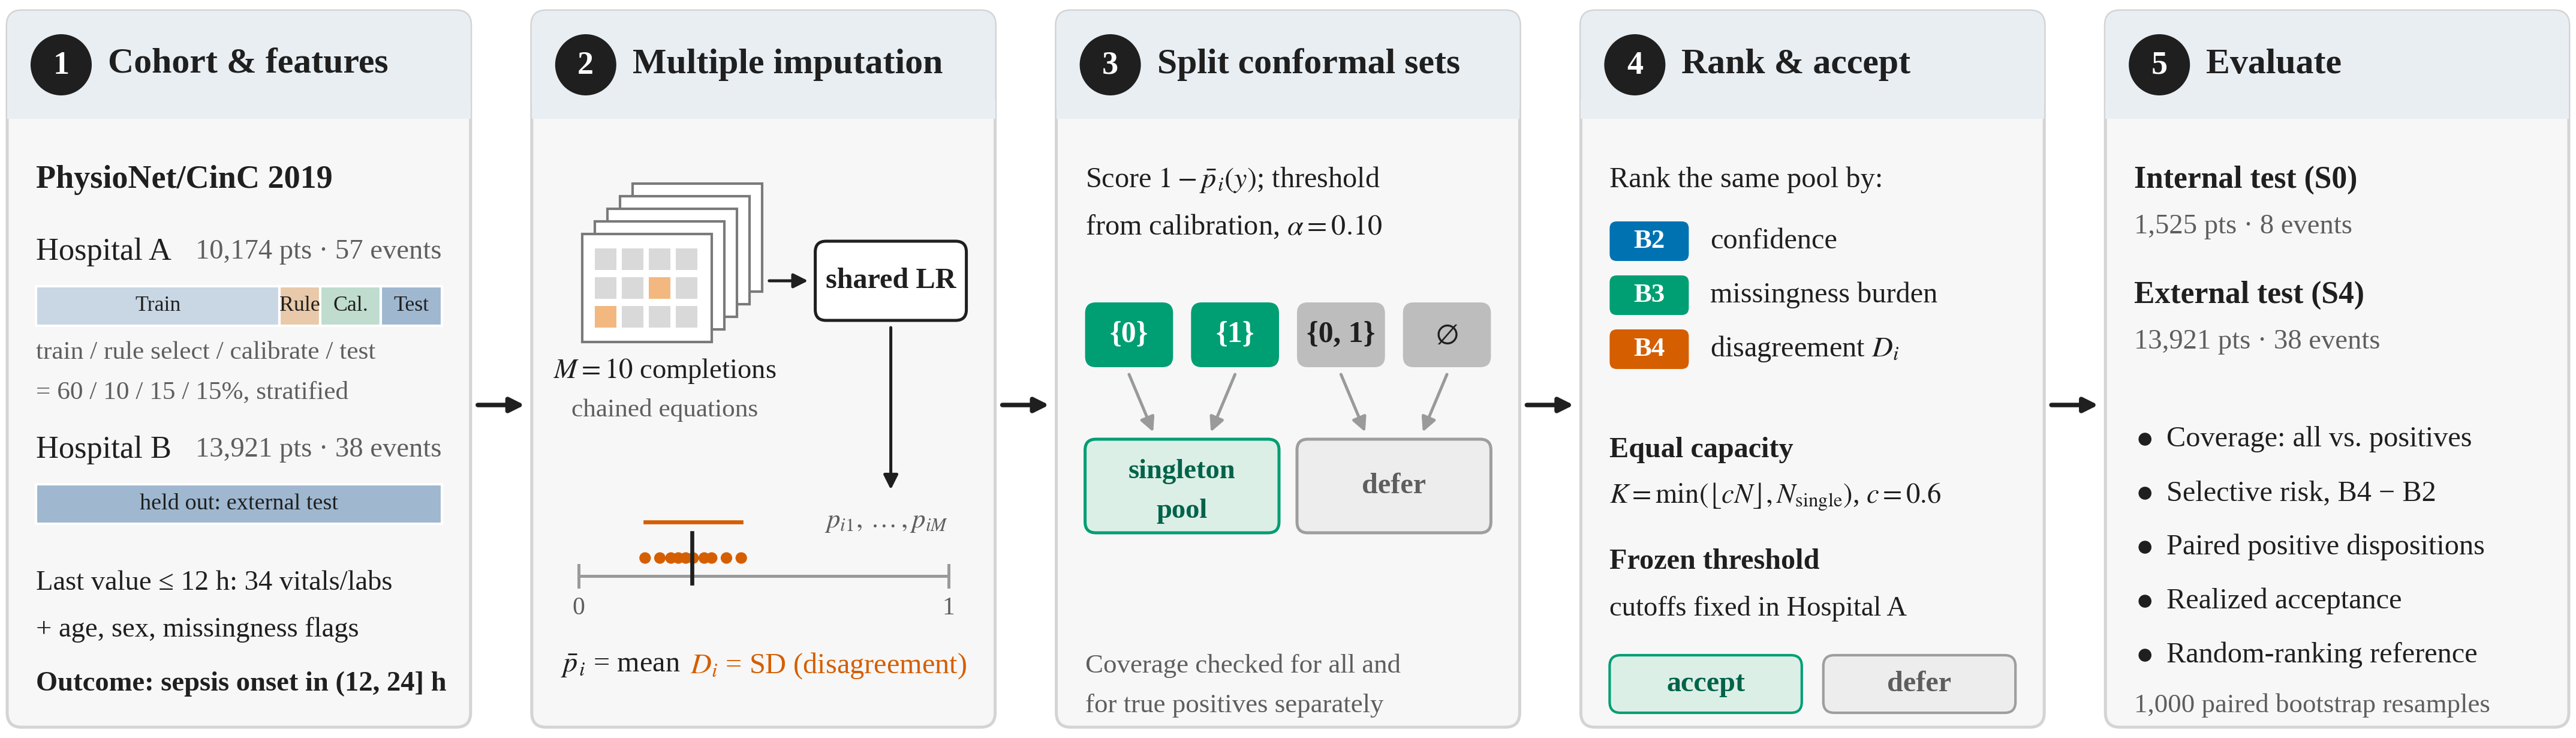 1 Cohort & features
PhysioNet/CinC 2019
Hospital A 10,174 pts · 57 events
Train Rule Cal. Test
train / rule select / calibrate / test
= 60 / 10 / 15 / 15%, stratified
Hospital B 13,921 pts · 38 events
held out: external test
Last value ≤ 12 h: 34 vitals/labs
+ age, sex, missingness flags
Outcome: sepsis onset in (12, 24] h
2 Multiple imputation
shared LR
M = 10 completions
chained equations
p_{i1}, …, p_{iM}
0 1
p̄_i = mean D_i = SD (disagreement)
3 Split conformal sets
Score 1 − p̄_i(y); threshold
from calibration, α = 0.10
{0} {1} {0, 1} ∅
singleton
pool
defer
Coverage checked for all and
for true positives separately
4 Rank & accept
Rank the same pool by:
B2 confidence
B3 missingness burden
B4 disagreement D_i
Equal capacity
K = min(⌊cN⌋, N_single), c = 0.6
Frozen threshold
cutoffs fixed in Hospital A
accept defer
5 Evaluate
Internal test (S0)
1,525 pts · 8 events
External test (S4)
13,921 pts · 38 events
● Coverage: all vs. positives
● Selective risk, B4 − B2
● Paired positive dispositions
● Realized acceptance
● Random-ranking reference
1,000 paired bootstrap resamples